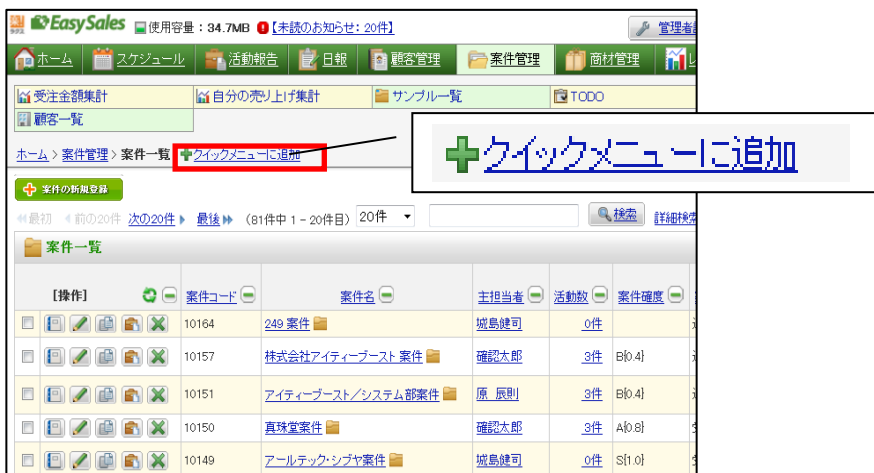 EasySales 使用容量：34.7MB 【未読のお知らせ：20件】 管理者
ホーム スケジュール 活動報告 日報 顧客管理 案件管理 商材管理
受注金額集計 自分の売り上げ集計 サンプル一覧 TODO
顧客一覧
ホーム > 案件管理 > 案件一覧 クイックメニューに追加
クイックメニューに追加
案件の新規登録
最初 前の20件 次の20件 最後 (81件中 1 - 20件目) 20件 検索 詳細検索
案件一覧
[操作] 案件コード 案件名 主担当者 活動数 案件確度
10164 249 案件 城島健司 0件
10157 株式会社アイティーブースト 案件 確認太郎 3件 B{0.4}
10151 アイティーブースト／システム部案件 原 辰則 3件 B{0.4}
10150 真珠堂案件 確認太郎 3件 A{0.8}
10149 アールテック・シブヤ案件 城島健司 0件 S{1.0}